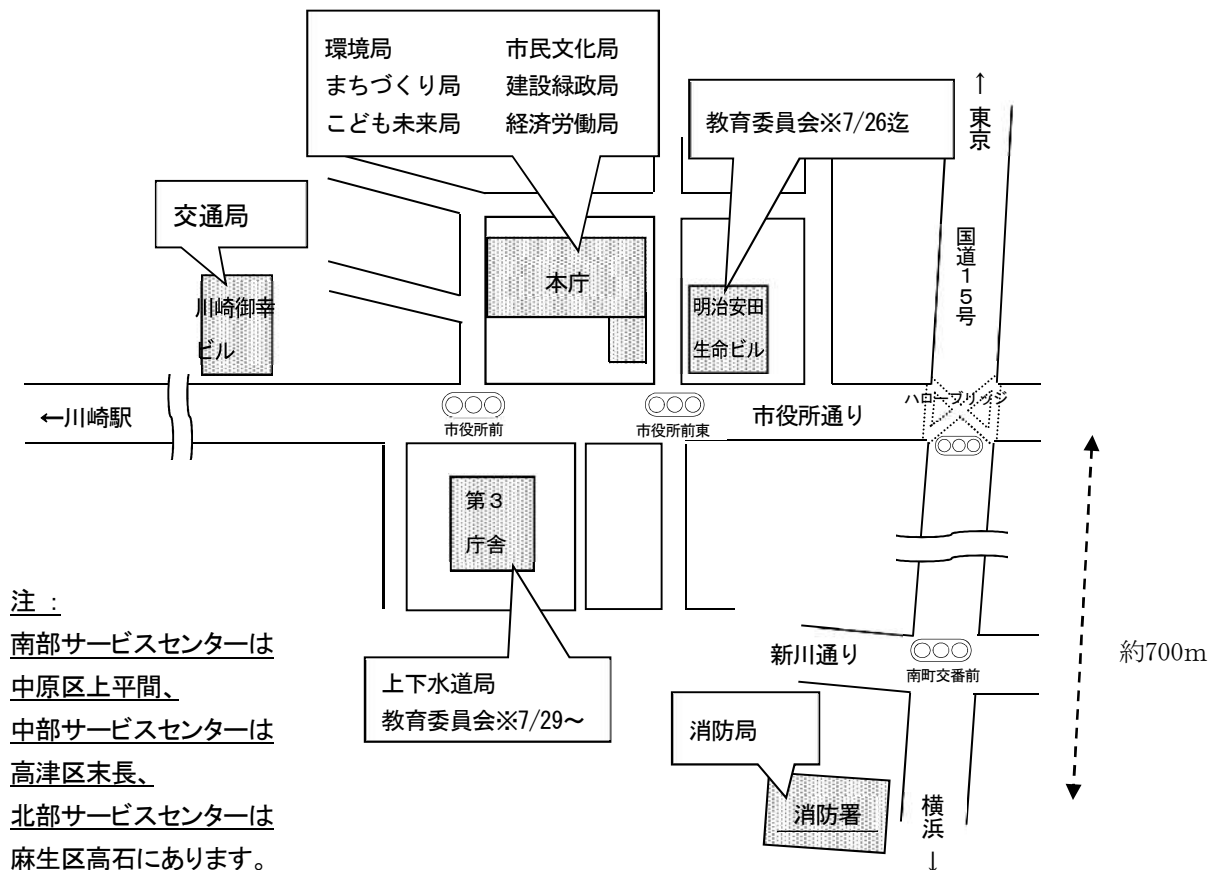 環境局　市民文化局
まちづくり局　建設緑政局
こども未来局　経済労働局
教育委員会※7/26迄
↑東京
交通局
国道15号
本庁
川崎御幸
ビル
明治安田
生命ビル
ハローブリッジ
←川崎駅
市役所前
市役所前東
市役所通り
第3
庁舎
注 :
南部サービスセンターは
中原区上平間、
中部サービスセンターは
高津区末長、
北部サービスセンターは
麻生区高石にあります。
上下水道局
教育委員会※7/29～
新川通り
南町交番前
約700m
消防局
消防署
横浜↓